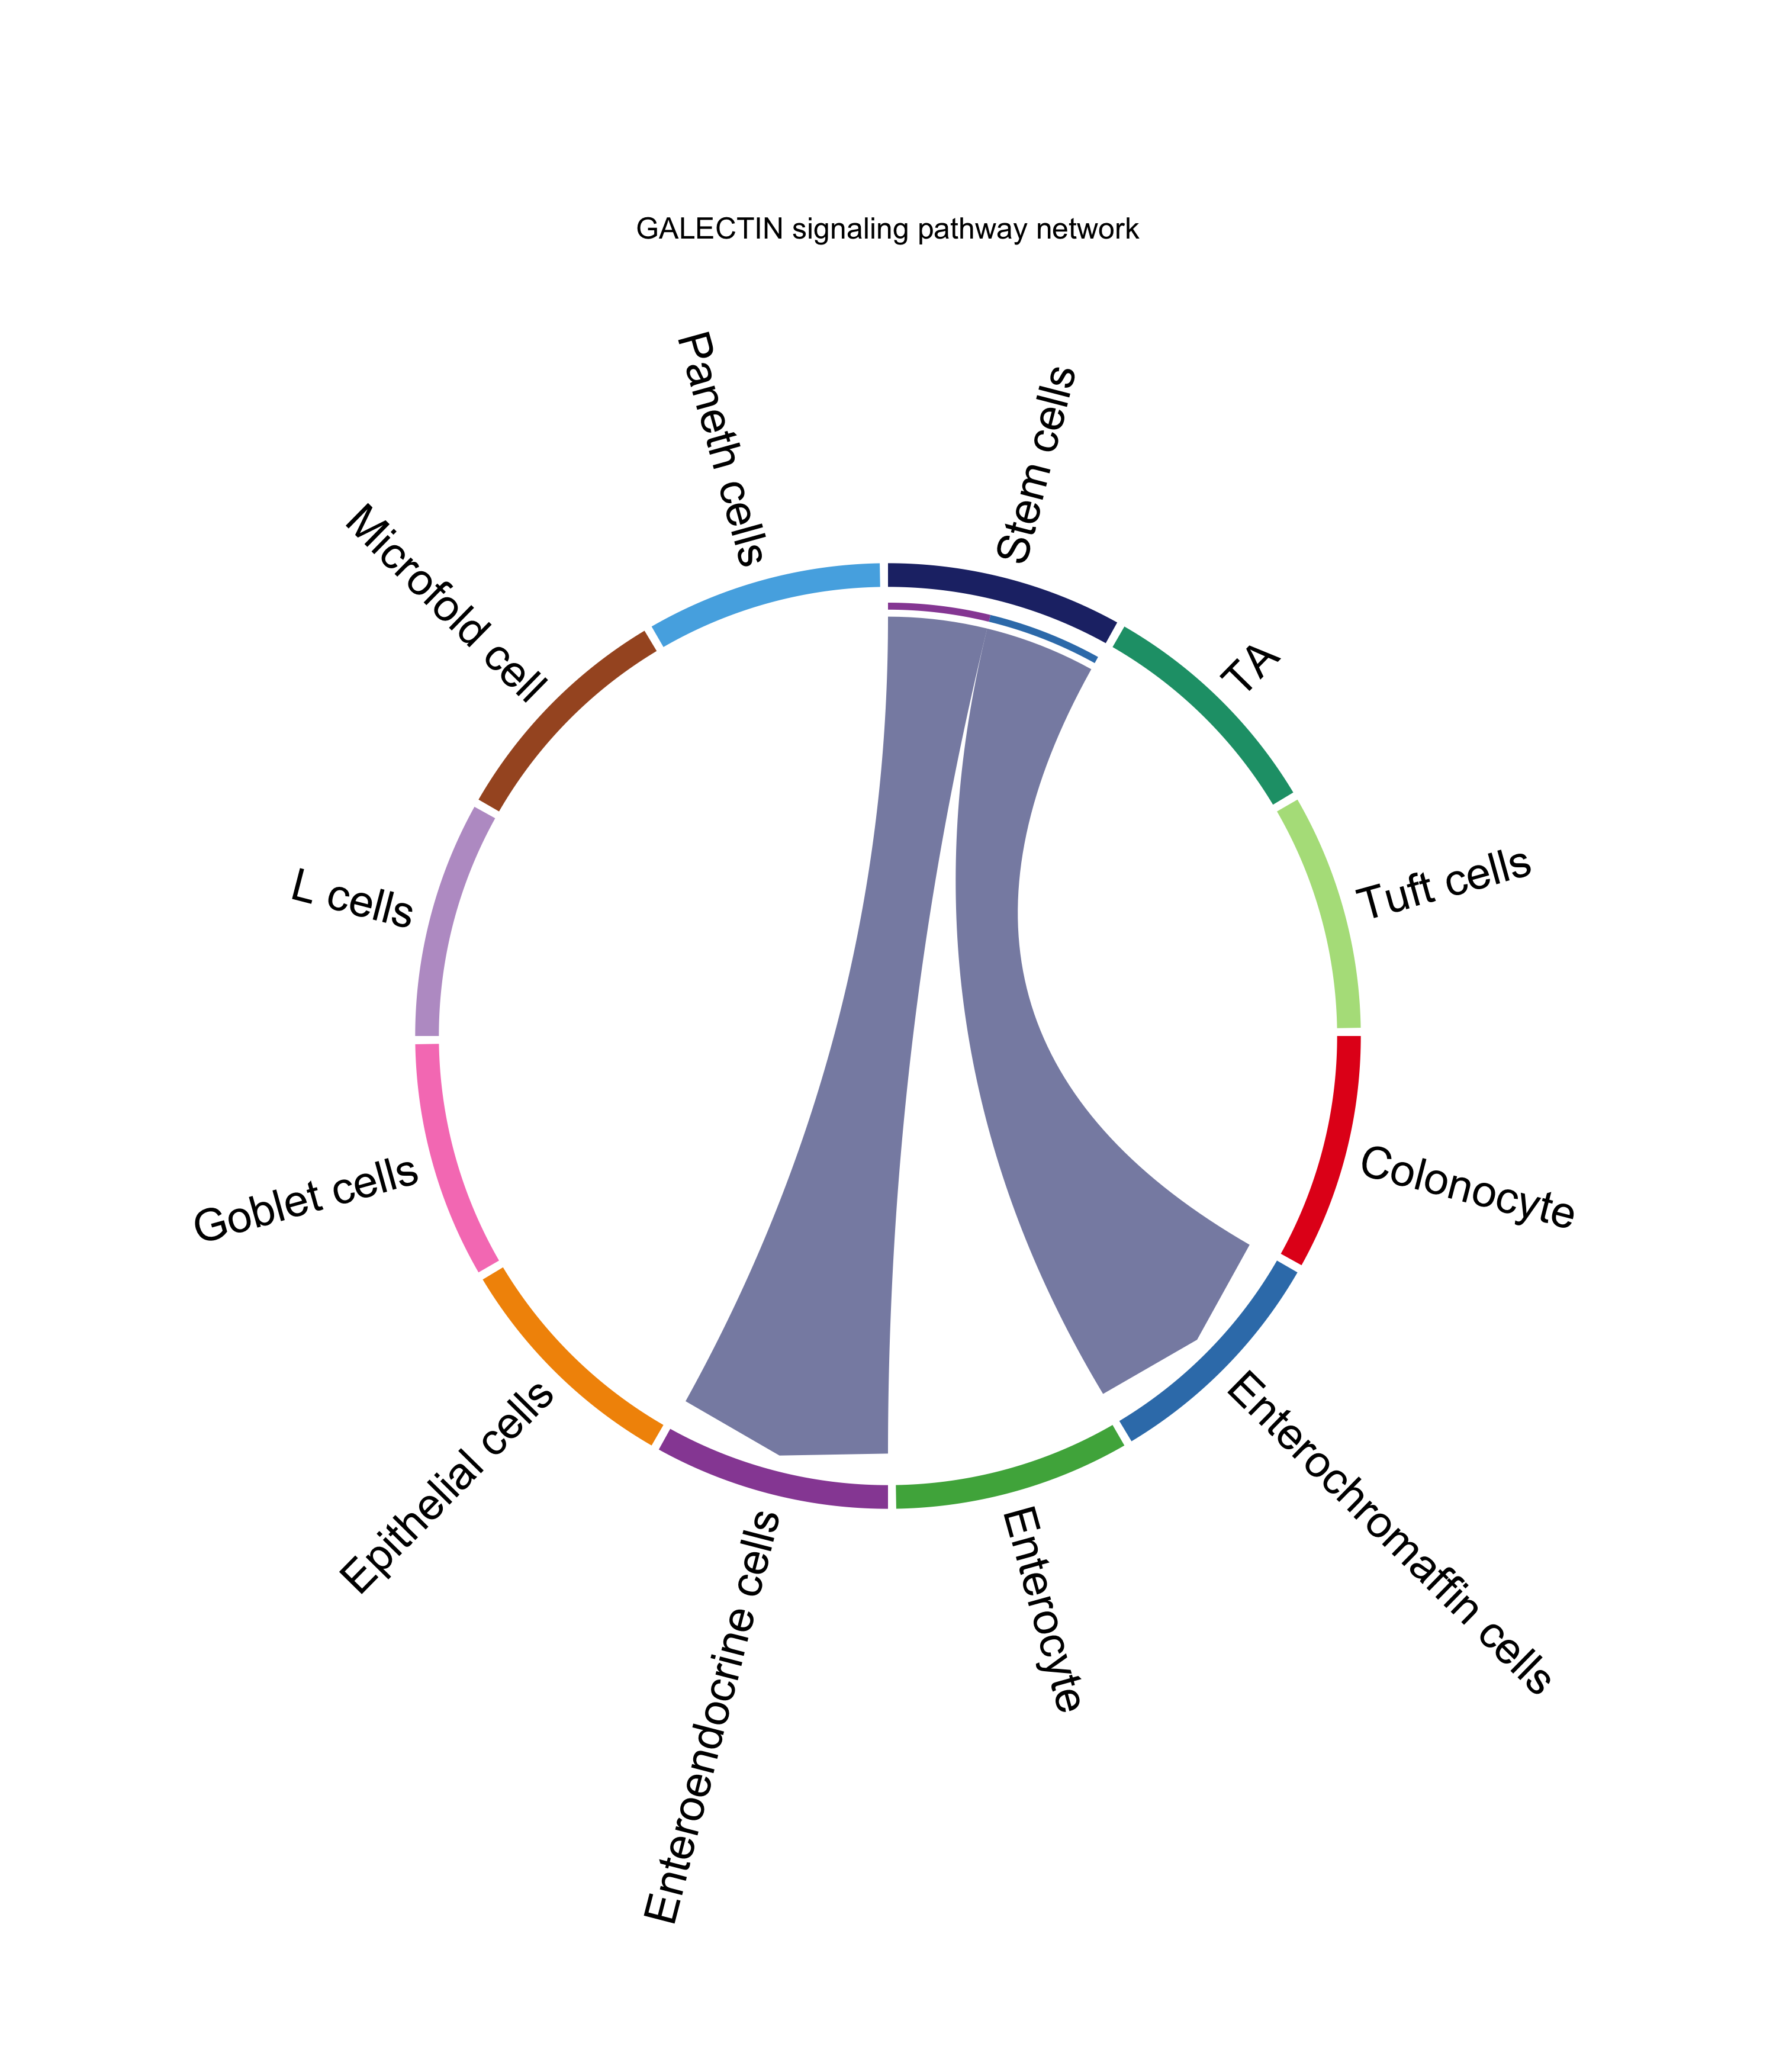 GALECTIN signaling pathway network
Paneth cells
Stem cells
Microfold cell
TA
Tuft cells
L cells
Colonocyte
Goblet cells
Enterochromaffin cells
Epithelial cells
Enterocyte
Enteroendocrine cells